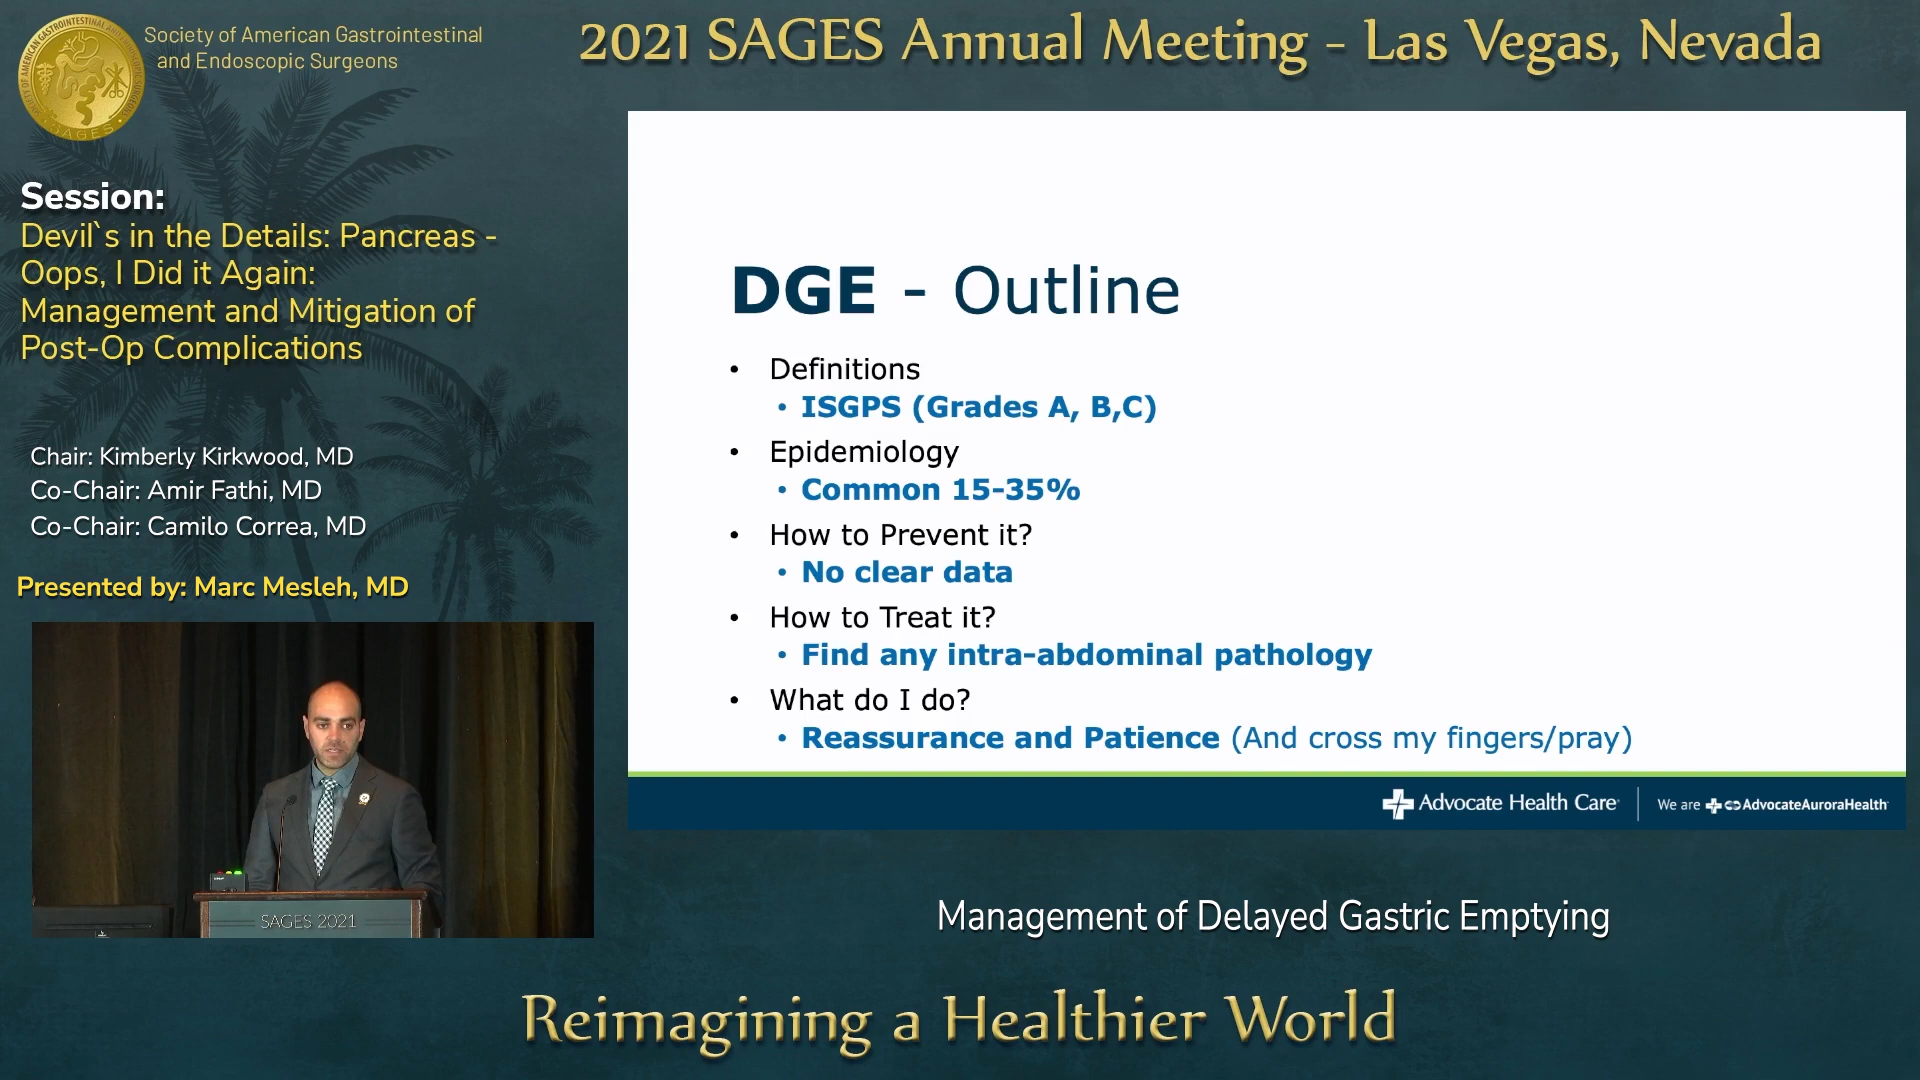 Society of American Gastrointestinal
and Endoscopic Surgeons
2021 SAGES Annual Meeting - Las Vegas, Nevada
SAGES
Session:
Devil`s in the Details: Pancreas -
Oops, I Did it Again:
Management and Mitigation of
Post-Op Complications
Chair: Kimberly Kirkwood, MD
Co-Chair: Amir Fathi, MD
Co-Chair: Camilo Correa, MD
Presented by: Marc Mesleh, MD
SAGES 2021
DGE - Outline
• Definitions
• ISGPS (Grades A, B,C)
• Epidemiology
• Common 15-35%
• How to Prevent it?
• No clear data
• How to Treat it?
• Find any intra-abdominal pathology
• What do I do?
• Reassurance and Patience (And cross my fingers/pray)
Advocate Health Care
We are AdvocateAuroraHealth
Management of Delayed Gastric Emptying
Reimagining a Healthier World